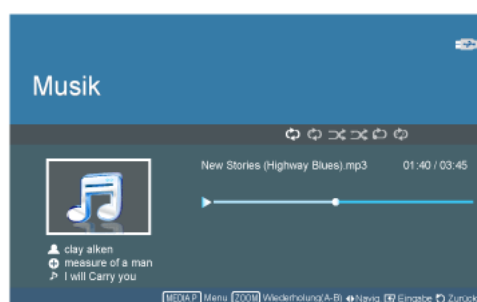 Musik
New Stories (Highway Blues).mp3 01:40 / 03:45
clay aiken
measure of a man
I will Carry you
MEDIA.P Menu ZOOM Wiederholung(A-B) Navig. Eingabe Zurück